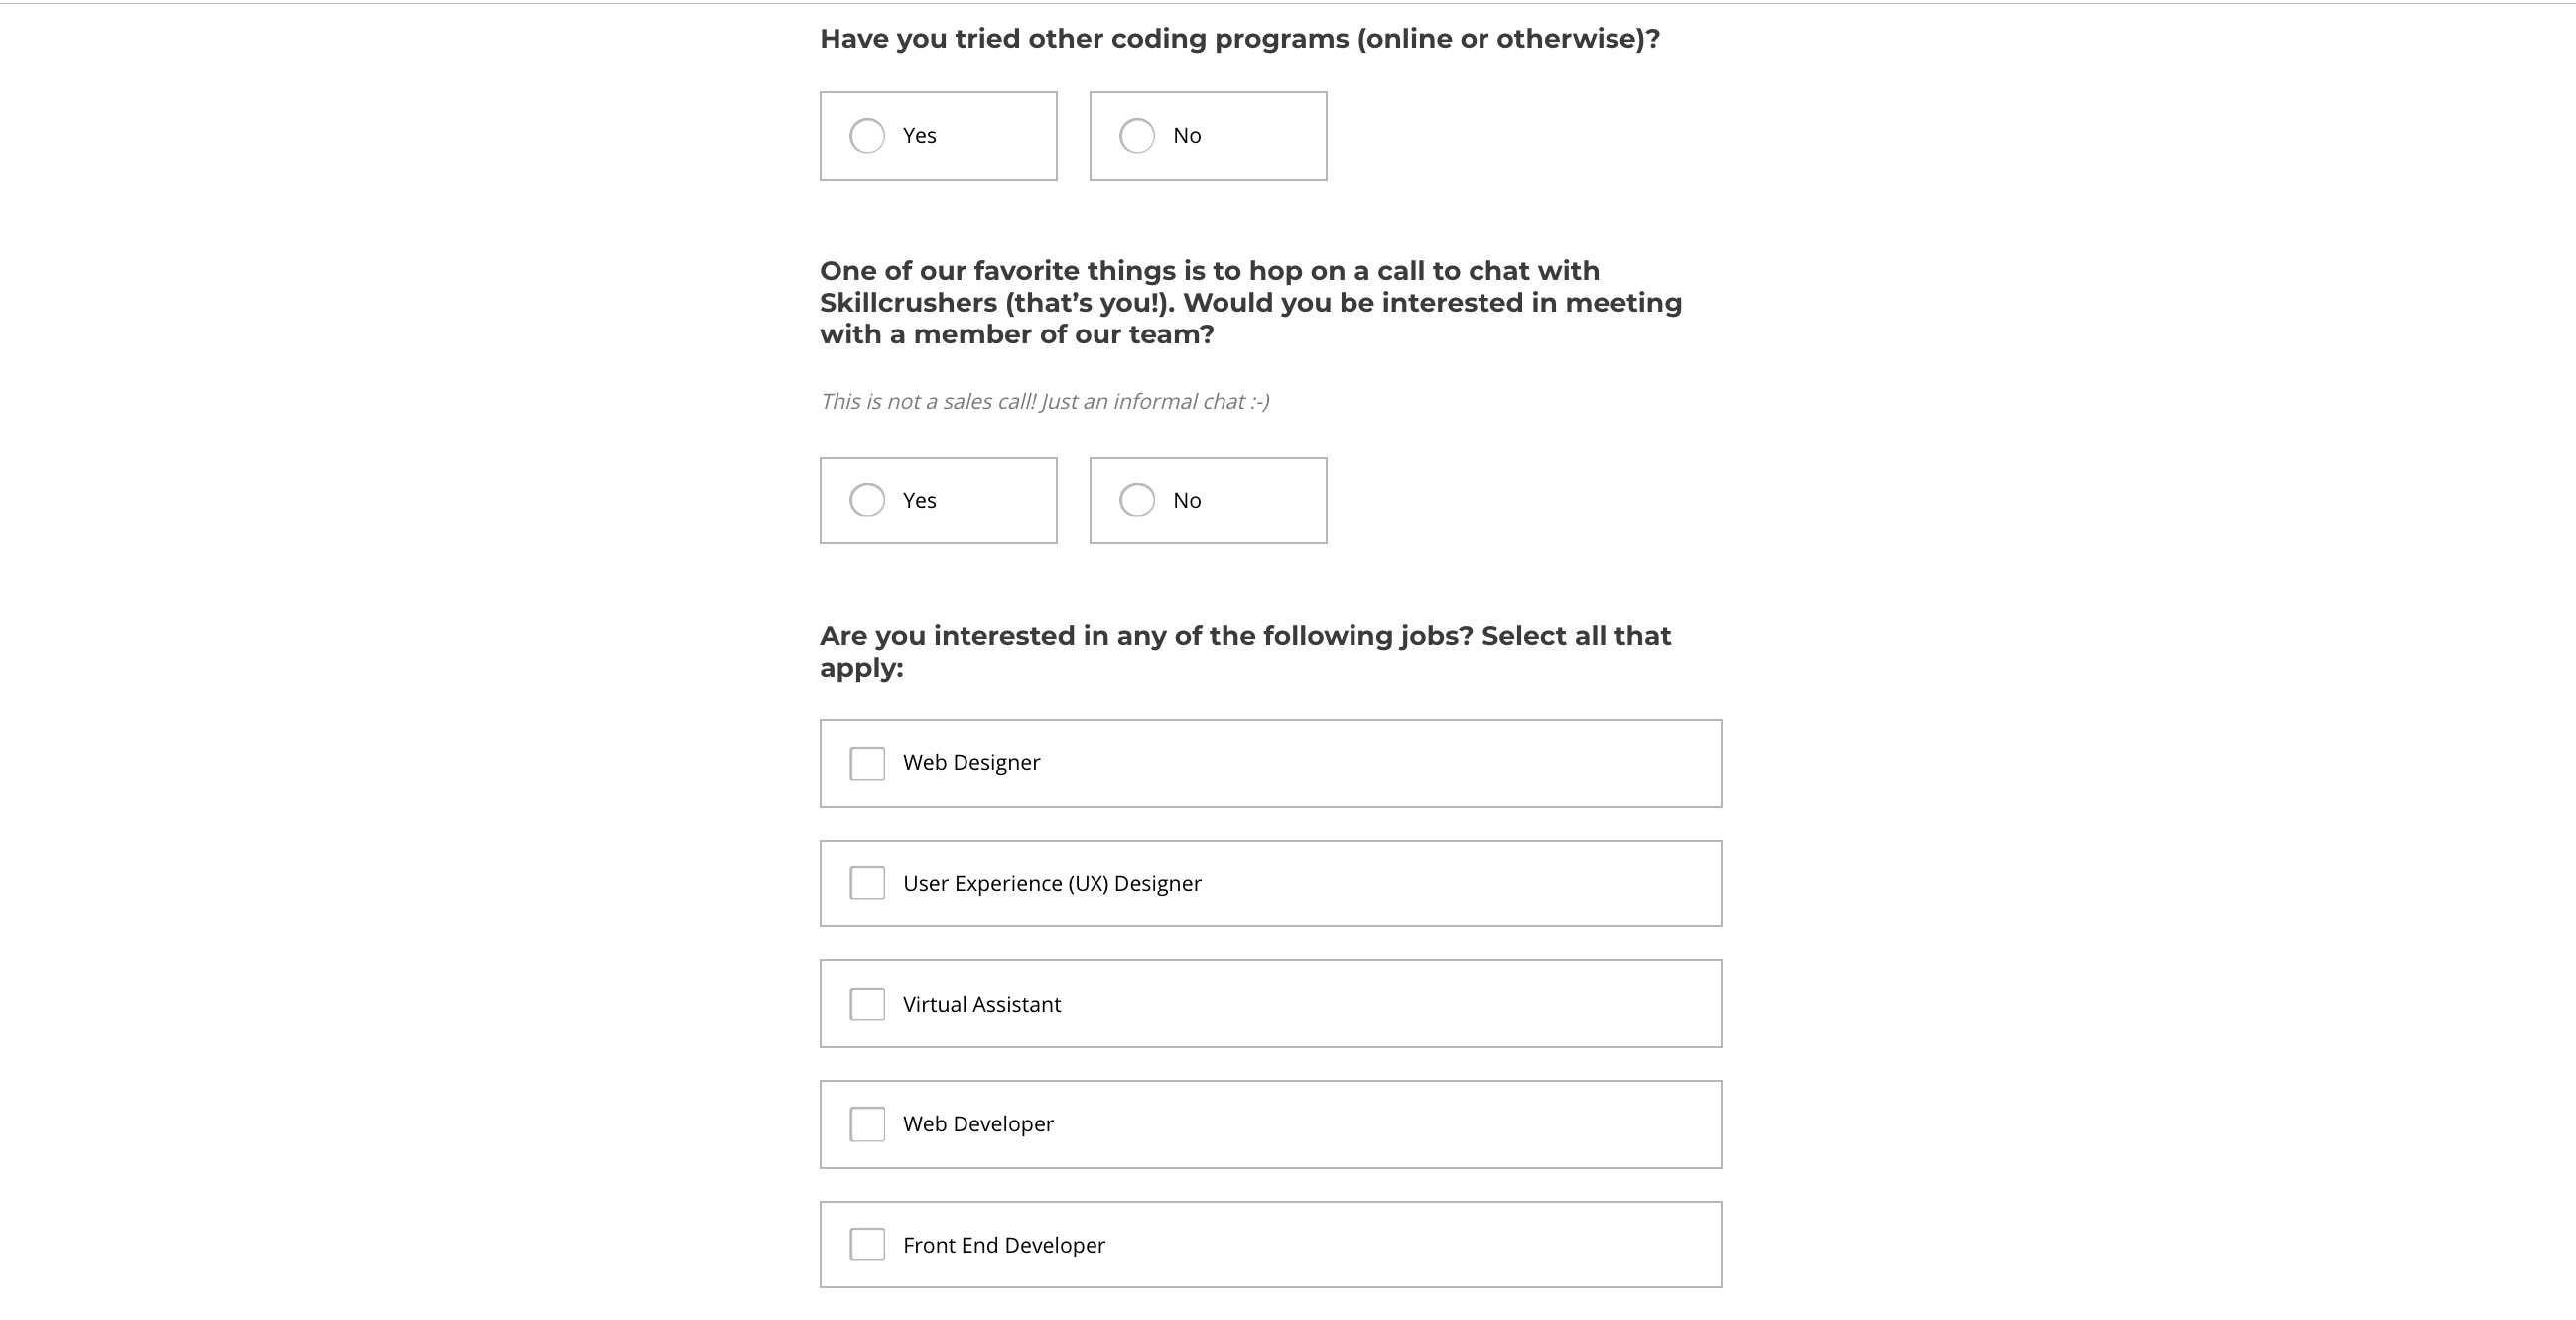 Have you tried other coding programs (online or otherwise)?
Yes
No
One of our favorite things is to hop on a call to chat with
Skillcrushers (that’s you!). Would you be interested in meeting
with a member of our team?
This is not a sales call! Just an informal chat :-)
Yes
No
Are you interested in any of the following jobs? Select all that
apply:
Web Designer
User Experience (UX) Designer
Virtual Assistant
Web Developer
Front End Developer